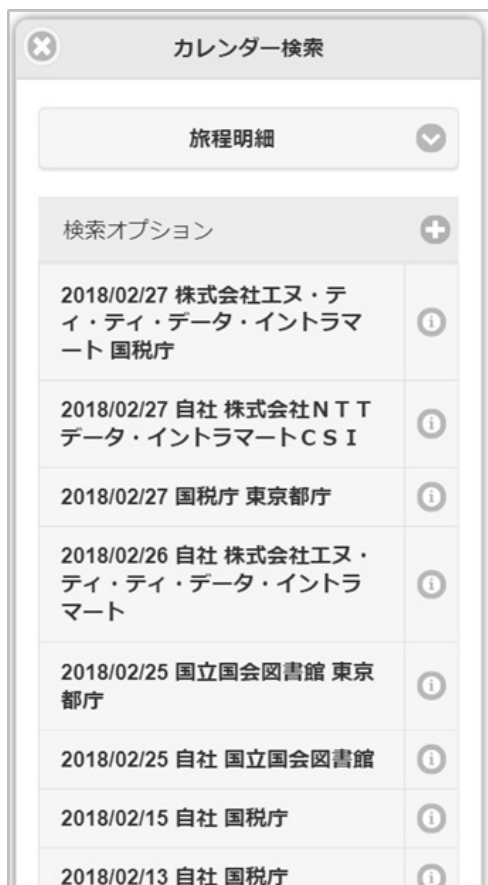 カレンダー検索
旅程明細
検索オプション
2018/02/27 株式会社エヌ・テ
ィ・ティ・データ・イントラマ
ート 国税庁
2018/02/27 自社 株式会社ＮＴＴ
データ・イントラマートＣＳＩ
2018/02/27 国税庁 東京都庁
2018/02/26 自社 株式会社エヌ・
ティ・ティ・データ・イントラ
マート
2018/02/25 国立国会図書館 東京
都庁
2018/02/25 自社 国立国会図書館
2018/02/15 自社 国税庁
2018/02/13 自社 国税庁